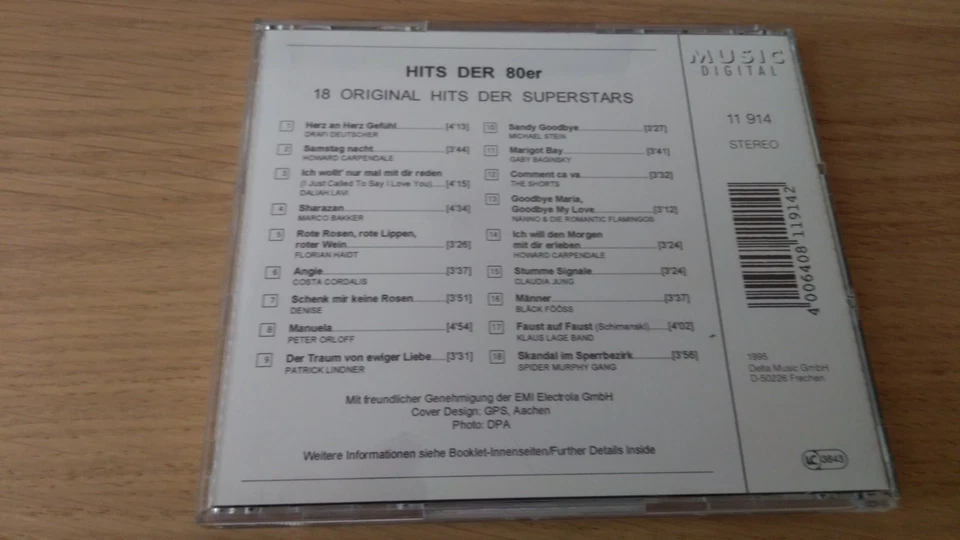 HITS DER 80er
18 ORIGINAL HITS DER SUPERSTARS
1 Herz an Herz Gefühl [4'13]
DRAFI DEUTSCHER
2 Samstag nacht [3'44]
HOWARD CARPENDALE
3 Ich wollt' nur mal mit dir reden
(I Just Called To Say I Love You) [4'15]
DALIAH LAVI
4 Sharazan [4'34]
MARCO BAKKER
5 Rote Rosen, rote Lippen,
roter Wein [3'26]
FLORIAN HAIDT
6 Angie [3'37]
COSTA CORDALIS
7 Schenk mir keine Rosen [3'51]
DENISE
8 Manuela [4'54]
PETER ORLOFF
9 Der Traum von ewiger Liebe [3'31]
PATRICK LINDNER
10 Sandy Goodbye [3'27]
MICHAEL STEIN
11 Marigot Bay [3'41]
GABY BAGINSKY
12 Comment ca va [3'32]
THE SHORTS
13 Goodbye Maria,
Goodbye My Love [3'12]
NANNO & DIE ROMANTIC FLAMINGOS
14 Ich will den Morgen
mit dir erleben [3'24]
HOWARD CARPENDALE
15 Stumme Signale [3'24]
CLAUDIA JUNG
16 Männer [3'37]
BLÄCK FÖÖSS
17 Faust auf Faust (Schimanski) [4'02]
KLAUS LAGE BAND
18 Skandal im Sperrbezirk [3'56]
SPIDER MURPHY GANG
Mit freundlicher Genehmigung der EMI Electrola GmbH
Cover Design: GPS, Aachen
Photo: DPA
Weitere Informationen siehe Booklet-Innenseiten/Further Details Inside
MUSIC
DIGITAL
11 914
STEREO
4 006408 119142
1995
Delta Music GmbH
D-50226 Frechen
LC 3843